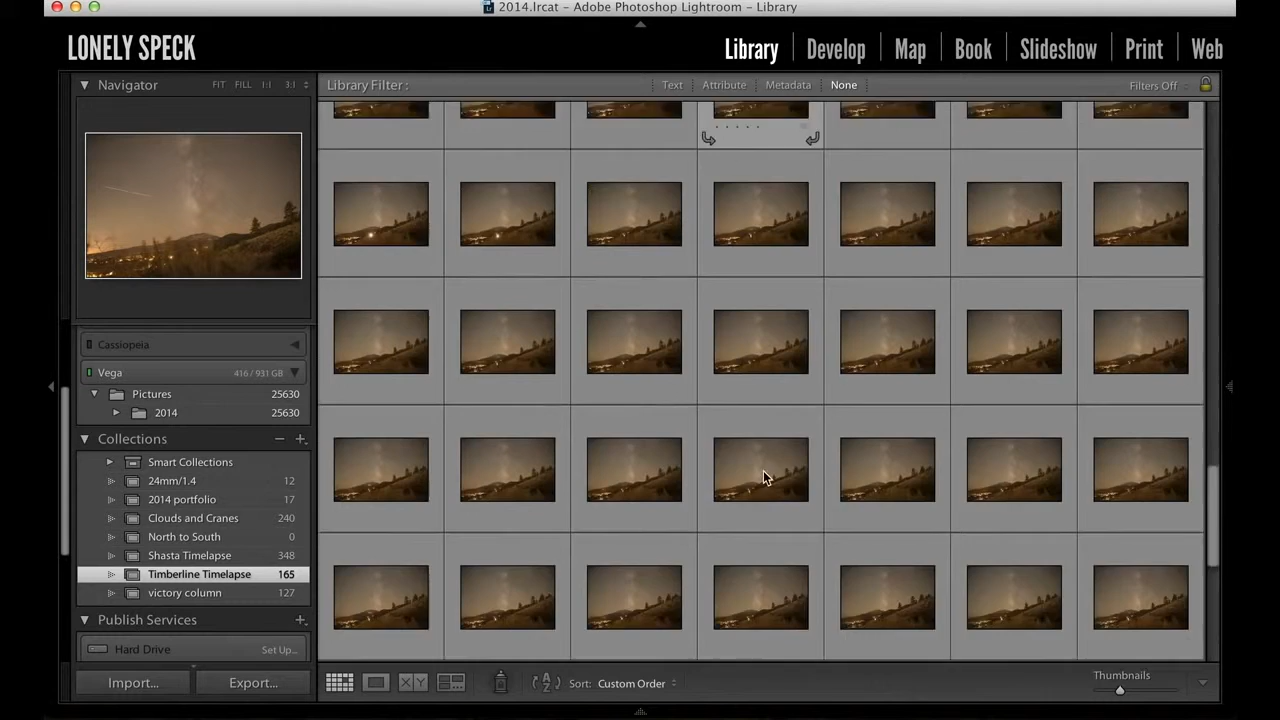 2014.lrcat - Adobe Photoshop Lightroom - Library
LONELY SPECK
Library Develop Map Book Slideshow Print Web
Navigator FIT FILL 1:1 3:1
Library Filter : Text Attribute Metadata None Filters Off
Cassiopeia
Vega 416 / 931 GB
Pictures 25630
2014 25630
Collections
Smart Collections
24mm/1.4 12
2014 portfolio 17
Clouds and Cranes 240
North to South 0
Shasta Timelapse 348
Timberline Timelapse 165
victory column 127
Publish Services
Hard Drive Set Up...
Import... Export...
XY
AZ Sort: Custom Order
Thumbnails